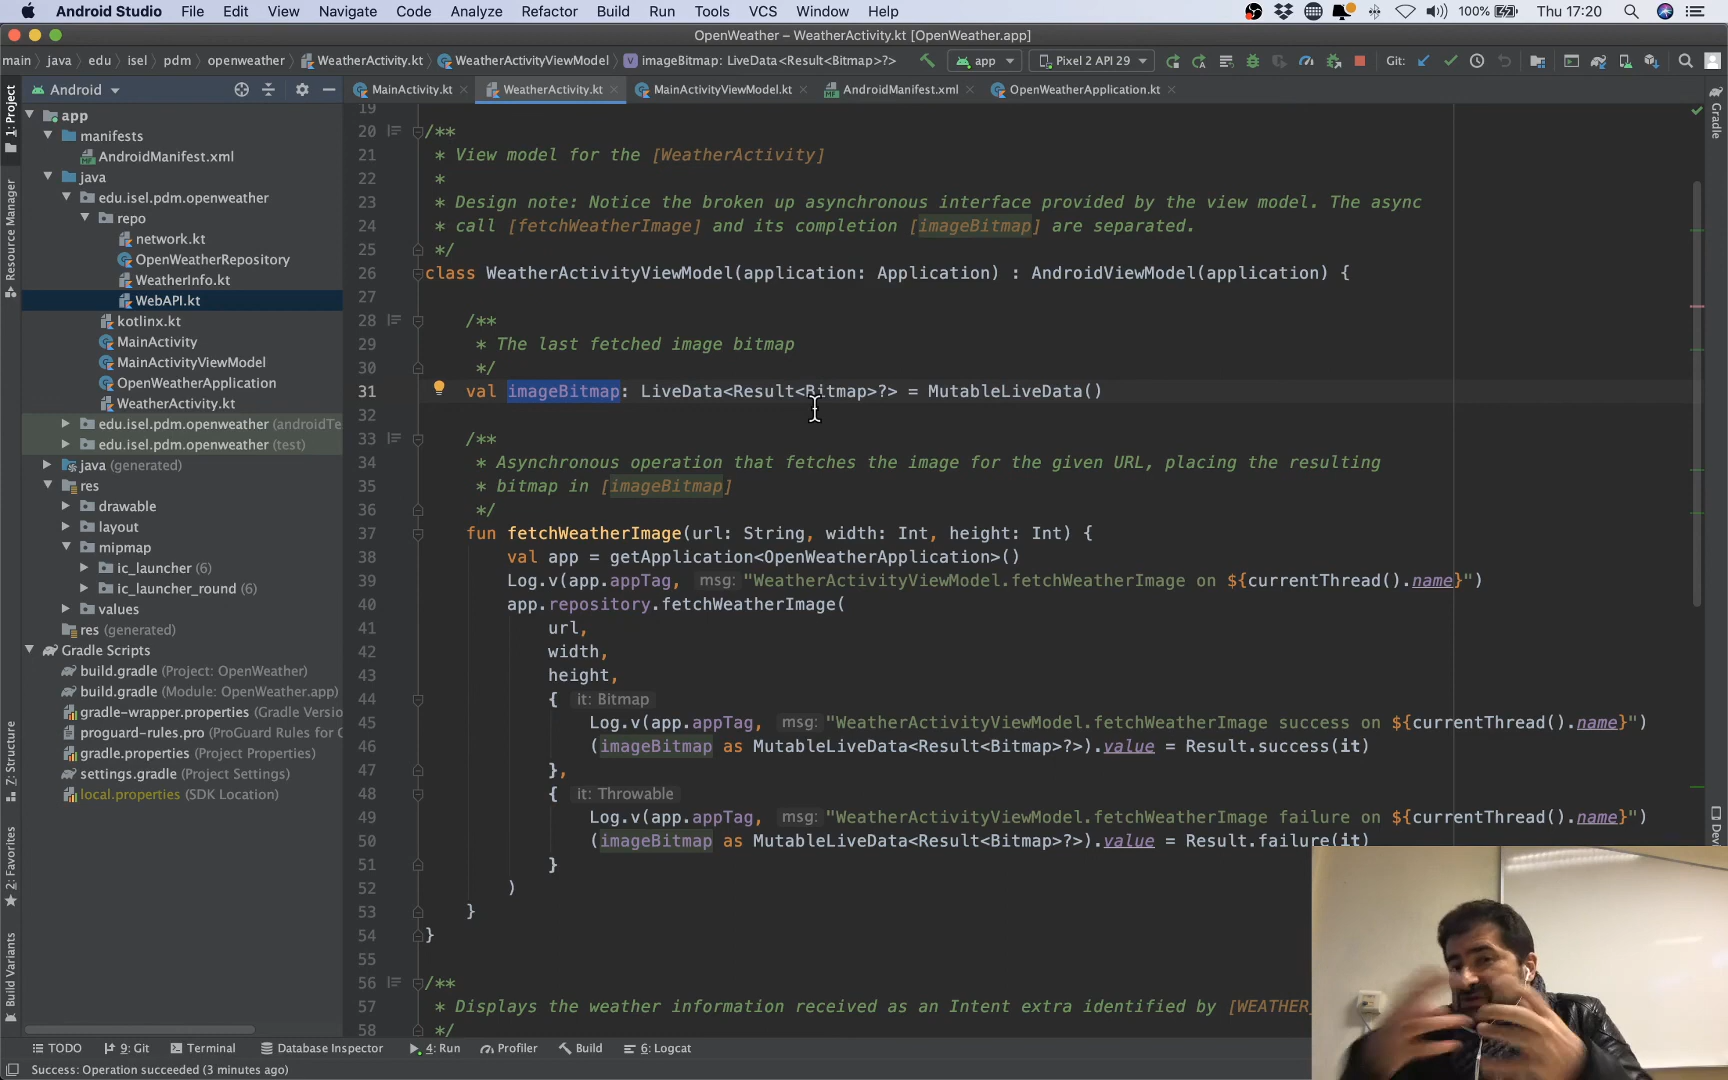 Android Studio File Edit View Navigate Code Analyze Refactor Build Run Tools VCS Window Help 100% Thu 17:20
OpenWeather – WeatherActivity.kt [OpenWeather.app]
main java edu isel pdm openweather WeatherActivity.kt WeatherActivityViewModel imageBitmap: LiveData<Result<Bitmap>?> app Pixel 2 API 29 Git:
Android MainActivity.kt WeatherActivity.kt MainActivityViewModel.kt AndroidManifest.xml OpenWeatherApplication.kt
1: Project
Resource Manager
Z: Structure
2: Favorites
Build Variants
Gradle
app
manifests
AndroidManifest.xml
java
edu.isel.pdm.openweather
repo
network.kt
OpenWeatherRepository
WeatherInfo.kt
WebAPI.kt
kotlinx.kt
MainActivity
MainActivityViewModel
OpenWeatherApplication
WeatherActivity.kt
edu.isel.pdm.openweather (androidTe
edu.isel.pdm.openweather (test)
java (generated)
res
drawable
layout
mipmap
ic_launcher (6)
ic_launcher_round (6)
values
res (generated)
Gradle Scripts
build.gradle (Project: OpenWeather)
build.gradle (Module: OpenWeather.app)
gradle-wrapper.properties (Gradle Versio
proguard-rules.pro (ProGuard Rules for
gradle.properties (Project Properties)
settings.gradle (Project Settings)
local.properties (SDK Location)
19
20 /**
21 * View model for the [WeatherActivity]
22 *
23 * Design note: Notice the broken up asynchronous interface provided by the view model. The async
24 * call [fetchWeatherImage] and its completion [imageBitmap] are separated.
25 */
26 class WeatherActivityViewModel(application: Application) : AndroidViewModel(application) {
27
28 /**
29 * The last fetched image bitmap
30 */
31 val imageBitmap: LiveData<Result<Bitmap>?> = MutableLiveData()
32
33 /**
34 * Asynchronous operation that fetches the image for the given URL, placing the resulting
35 * bitmap in [imageBitmap]
36 */
37 fun fetchWeatherImage(url: String, width: Int, height: Int) {
38 val app = getApplication<OpenWeatherApplication>()
39 Log.v(app.appTag, msg: "WeatherActivityViewModel.fetchWeatherImage on ${currentThread().name}")
40 app.repository.fetchWeatherImage(
41 url,
42 width,
43 height,
44 { it: Bitmap
45 Log.v(app.appTag, msg: "WeatherActivityViewModel.fetchWeatherImage success on ${currentThread().name}")
46 (imageBitmap as MutableLiveData<Result<Bitmap>?>).value = Result.success(it)
47 },
48 { it: Throwable
49 Log.v(app.appTag, msg: "WeatherActivityViewModel.fetchWeatherImage failure on ${currentThread().name}")
50 (imageBitmap as MutableLiveData<Result<Bitmap>?>).value = Result.failure(it)
51 }
52 )
53 }
54 }
55
56 /**
57 * Displays the weather information received as an Intent extra identified by [WEATHER_
58 */
TODO 9: Git Terminal Database Inspector 4: Run Profiler Build 6: Logcat
Success: Operation succeeded (3 minutes ago)